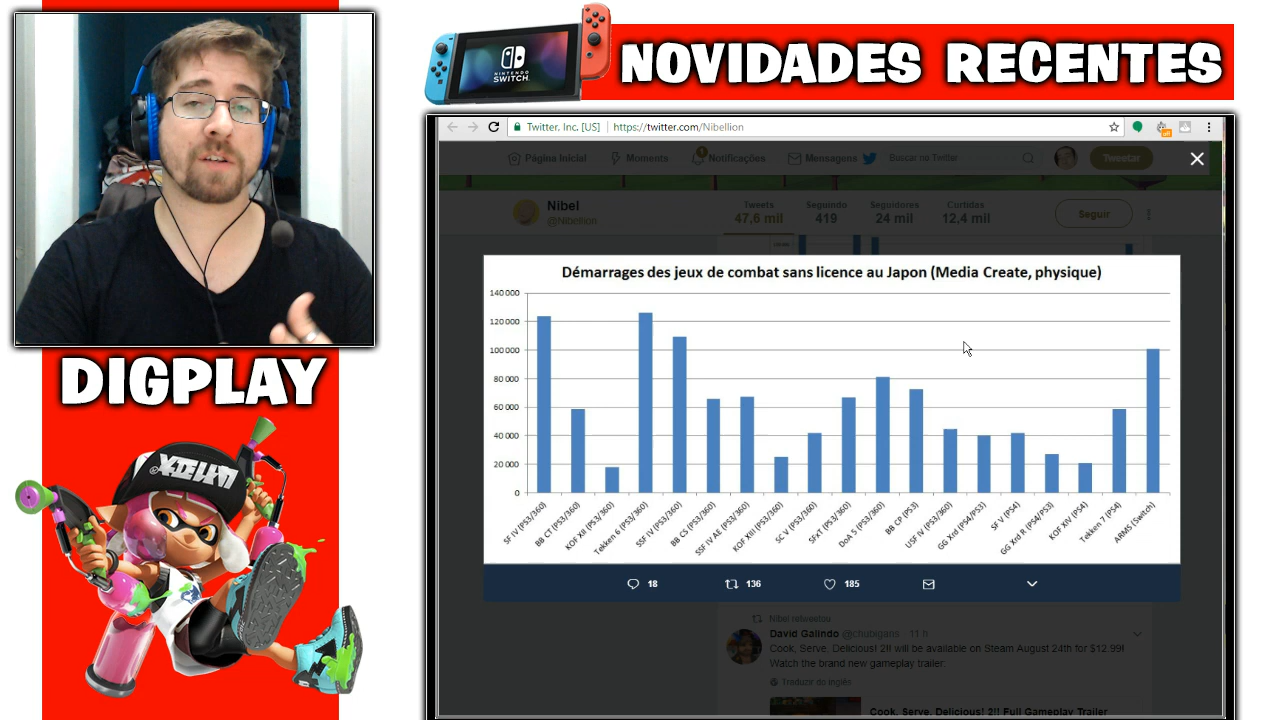 NOVIDADES RECENTES
NINTENDO
SWITCH
DIGPLAY
Twitter, Inc. [US] https://twitter.com/Nibellion
Página Inicial Moments 1 Notificações Mensagens Buscar no Twitter Tweetar
off
Nibel
@Nibellion
Tweets Seguindo Seguidores Curtidas
47,6 mil 419 24 mil 12,4 mil
Seguir
Démarrages des jeux de combat sans licence au Japon (Media Create, physique)
140 000
120 000
100 000
80 000
60 000
40 000
20 000
0
SF IV (PS3/360)
BB CT (PS3/360)
KOF XII (PS3/360)
Tekken 6 (PS3/360)
SSF IV (PS3/360)
BB CS (PS3/360)
SSF IV AE (PS3/360)
KOF XIII (PS3/360)
SC V (PS3/360)
SFxT (PS3/360)
DoA 5 (PS3/360)
BB CP (PS3)
USF IV (PS3/360)
GG Xrd (PS4/PS3)
SF V (PS4)
GG Xrd R (PS4/PS3)
KOF XIV (PS4)
Tekken 7 (PS4)
ARMS (Switch)
18 136 185
Nibel retweetou
David Galindo @chubigans · 11 h
Cook, Serve, Delicious! 2!! will be available on Steam August 24th for $12.99!
Watch the brand new gameplay trailer:
Traduzir do inglês
Cook, Serve, Delicious! 2!! Full Gameplay Trailer